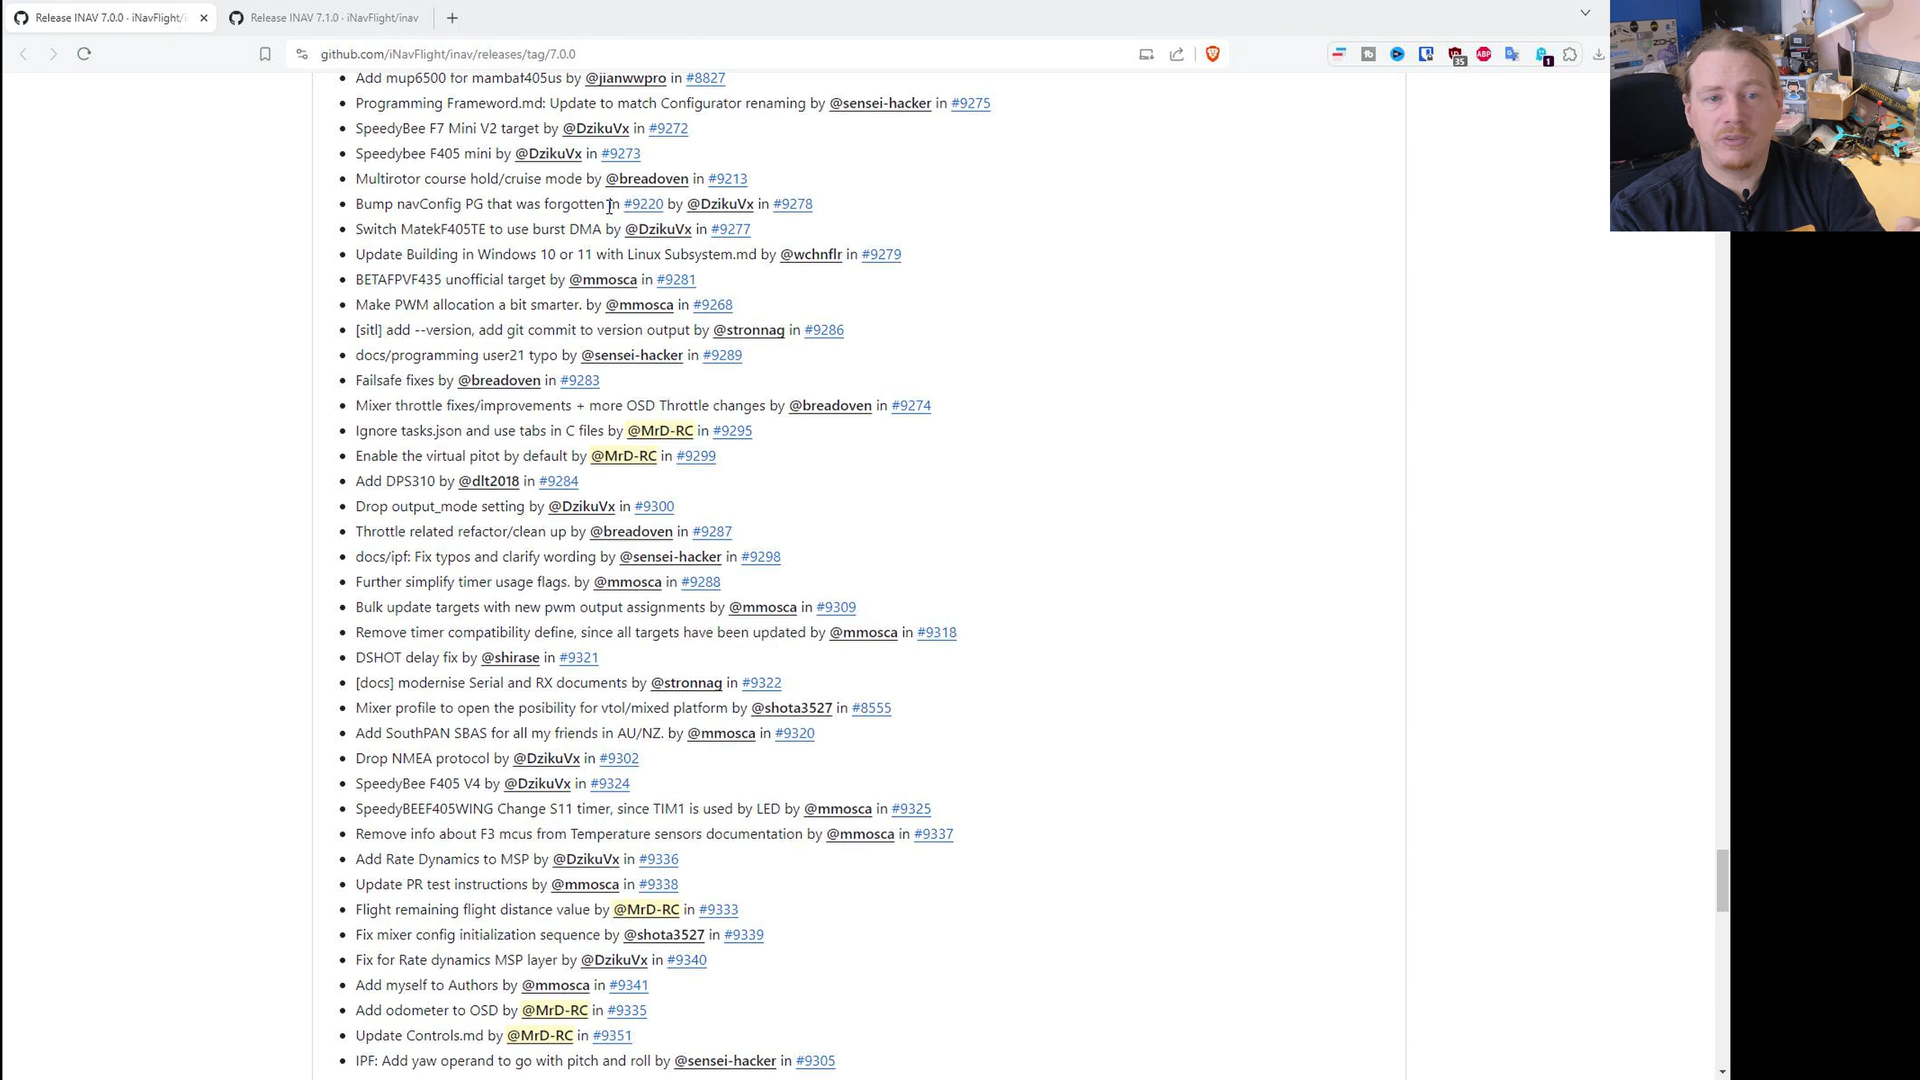 Release INAV 7.0.0 · iNavFlight/i
Release INAV 7.1.0 · iNavFlight/inav
github.com/iNavFlight/inav/releases/tag/7.0.0
35
ABP
1
Add mup6500 for mambaf405us by @jianwwpro in #8827
Programming Frameword.md: Update to match Configurator renaming by @sensei-hacker in #9275
SpeedyBee F7 Mini V2 target by @DzikuVx in #9272
Speedybee F405 mini by @DzikuVx in #9273
Multirotor course hold/cruise mode by @breadoven in #9213
Bump navConfig PG that was forgotten in #9220 by @DzikuVx in #9278
Switch MatekF405TE to use burst DMA by @DzikuVx in #9277
Update Building in Windows 10 or 11 with Linux Subsystem.md by @wchnflr in #9279
BETAFPVF435 unofficial target by @mmosca in #9281
Make PWM allocation a bit smarter. by @mmosca in #9268
[sitl] add --version, add git commit to version output by @stronnag in #9286
docs/programming user21 typo by @sensei-hacker in #9289
Failsafe fixes by @breadoven in #9283
Mixer throttle fixes/improvements + more OSD Throttle changes by @breadoven in #9274
Ignore tasks.json and use tabs in C files by @MrD-RC in #9295
Enable the virtual pitot by default by @MrD-RC in #9299
Add DPS310 by @dlt2018 in #9284
Drop output_mode setting by @DzikuVx in #9300
Throttle related refactor/clean up by @breadoven in #9287
docs/ipf: Fix typos and clarify wording by @sensei-hacker in #9298
Further simplify timer usage flags. by @mmosca in #9288
Bulk update targets with new pwm output assignments by @mmosca in #9309
Remove timer compatibility define, since all targets have been updated by @mmosca in #9318
DSHOT delay fix by @shirase in #9321
[docs] modernise Serial and RX documents by @stronnag in #9322
Mixer profile to open the posibility for vtol/mixed platform by @shota3527 in #8555
Add SouthPAN SBAS for all my friends in AU/NZ. by @mmosca in #9320
Drop NMEA protocol by @DzikuVx in #9302
SpeedyBee F405 V4 by @DzikuVx in #9324
SpeedyBEEF405WING Change S11 timer, since TIM1 is used by LED by @mmosca in #9325
Remove info about F3 mcus from Temperature sensors documentation by @mmosca in #9337
Add Rate Dynamics to MSP by @DzikuVx in #9336
Update PR test instructions by @mmosca in #9338
Flight remaining flight distance value by @MrD-RC in #9333
Fix mixer config initialization sequence by @shota3527 in #9339
Fix for Rate dynamics MSP layer by @DzikuVx in #9340
Add myself to Authors by @mmosca in #9341
Add odometer to OSD by @MrD-RC in #9335
Update Controls.md by @MrD-RC in #9351
IPF: Add yaw operand to go with pitch and roll by @sensei-hacker in #9305